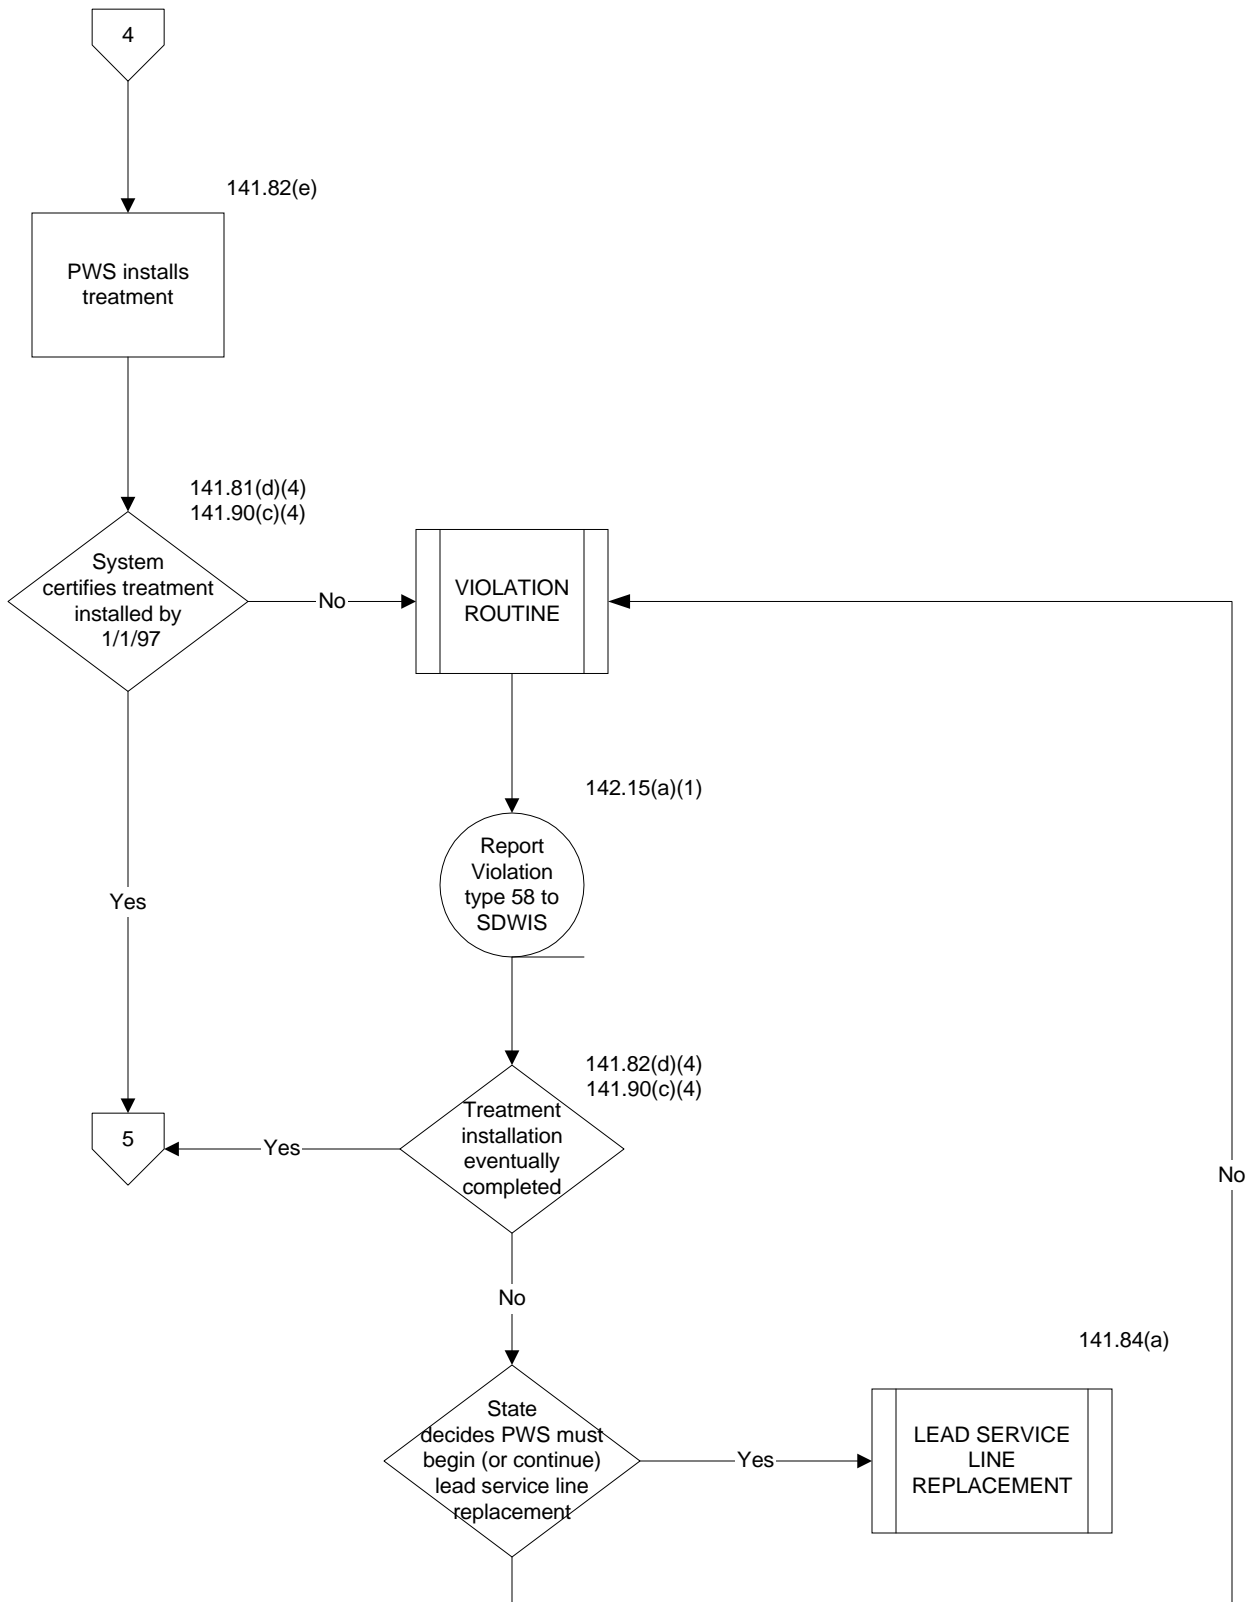 4
141.82(e)
PWS installs
treatment
141.81(d)(4)
141.90(c)(4)
System
certifies treatment
installed by
1/1/97
No
VIOLATION
ROUTINE
142.15(a)(1)
Report
Violation
type 58 to
SDWIS
Yes
141.82(d)(4)
141.90(c)(4)
Treatment
installation
eventually
completed
Yes
5
No
No
141.84(a)
State
decides PWS must
begin (or continue)
lead service line
replacement
Yes
LEAD SERVICE
LINE
REPLACEMENT